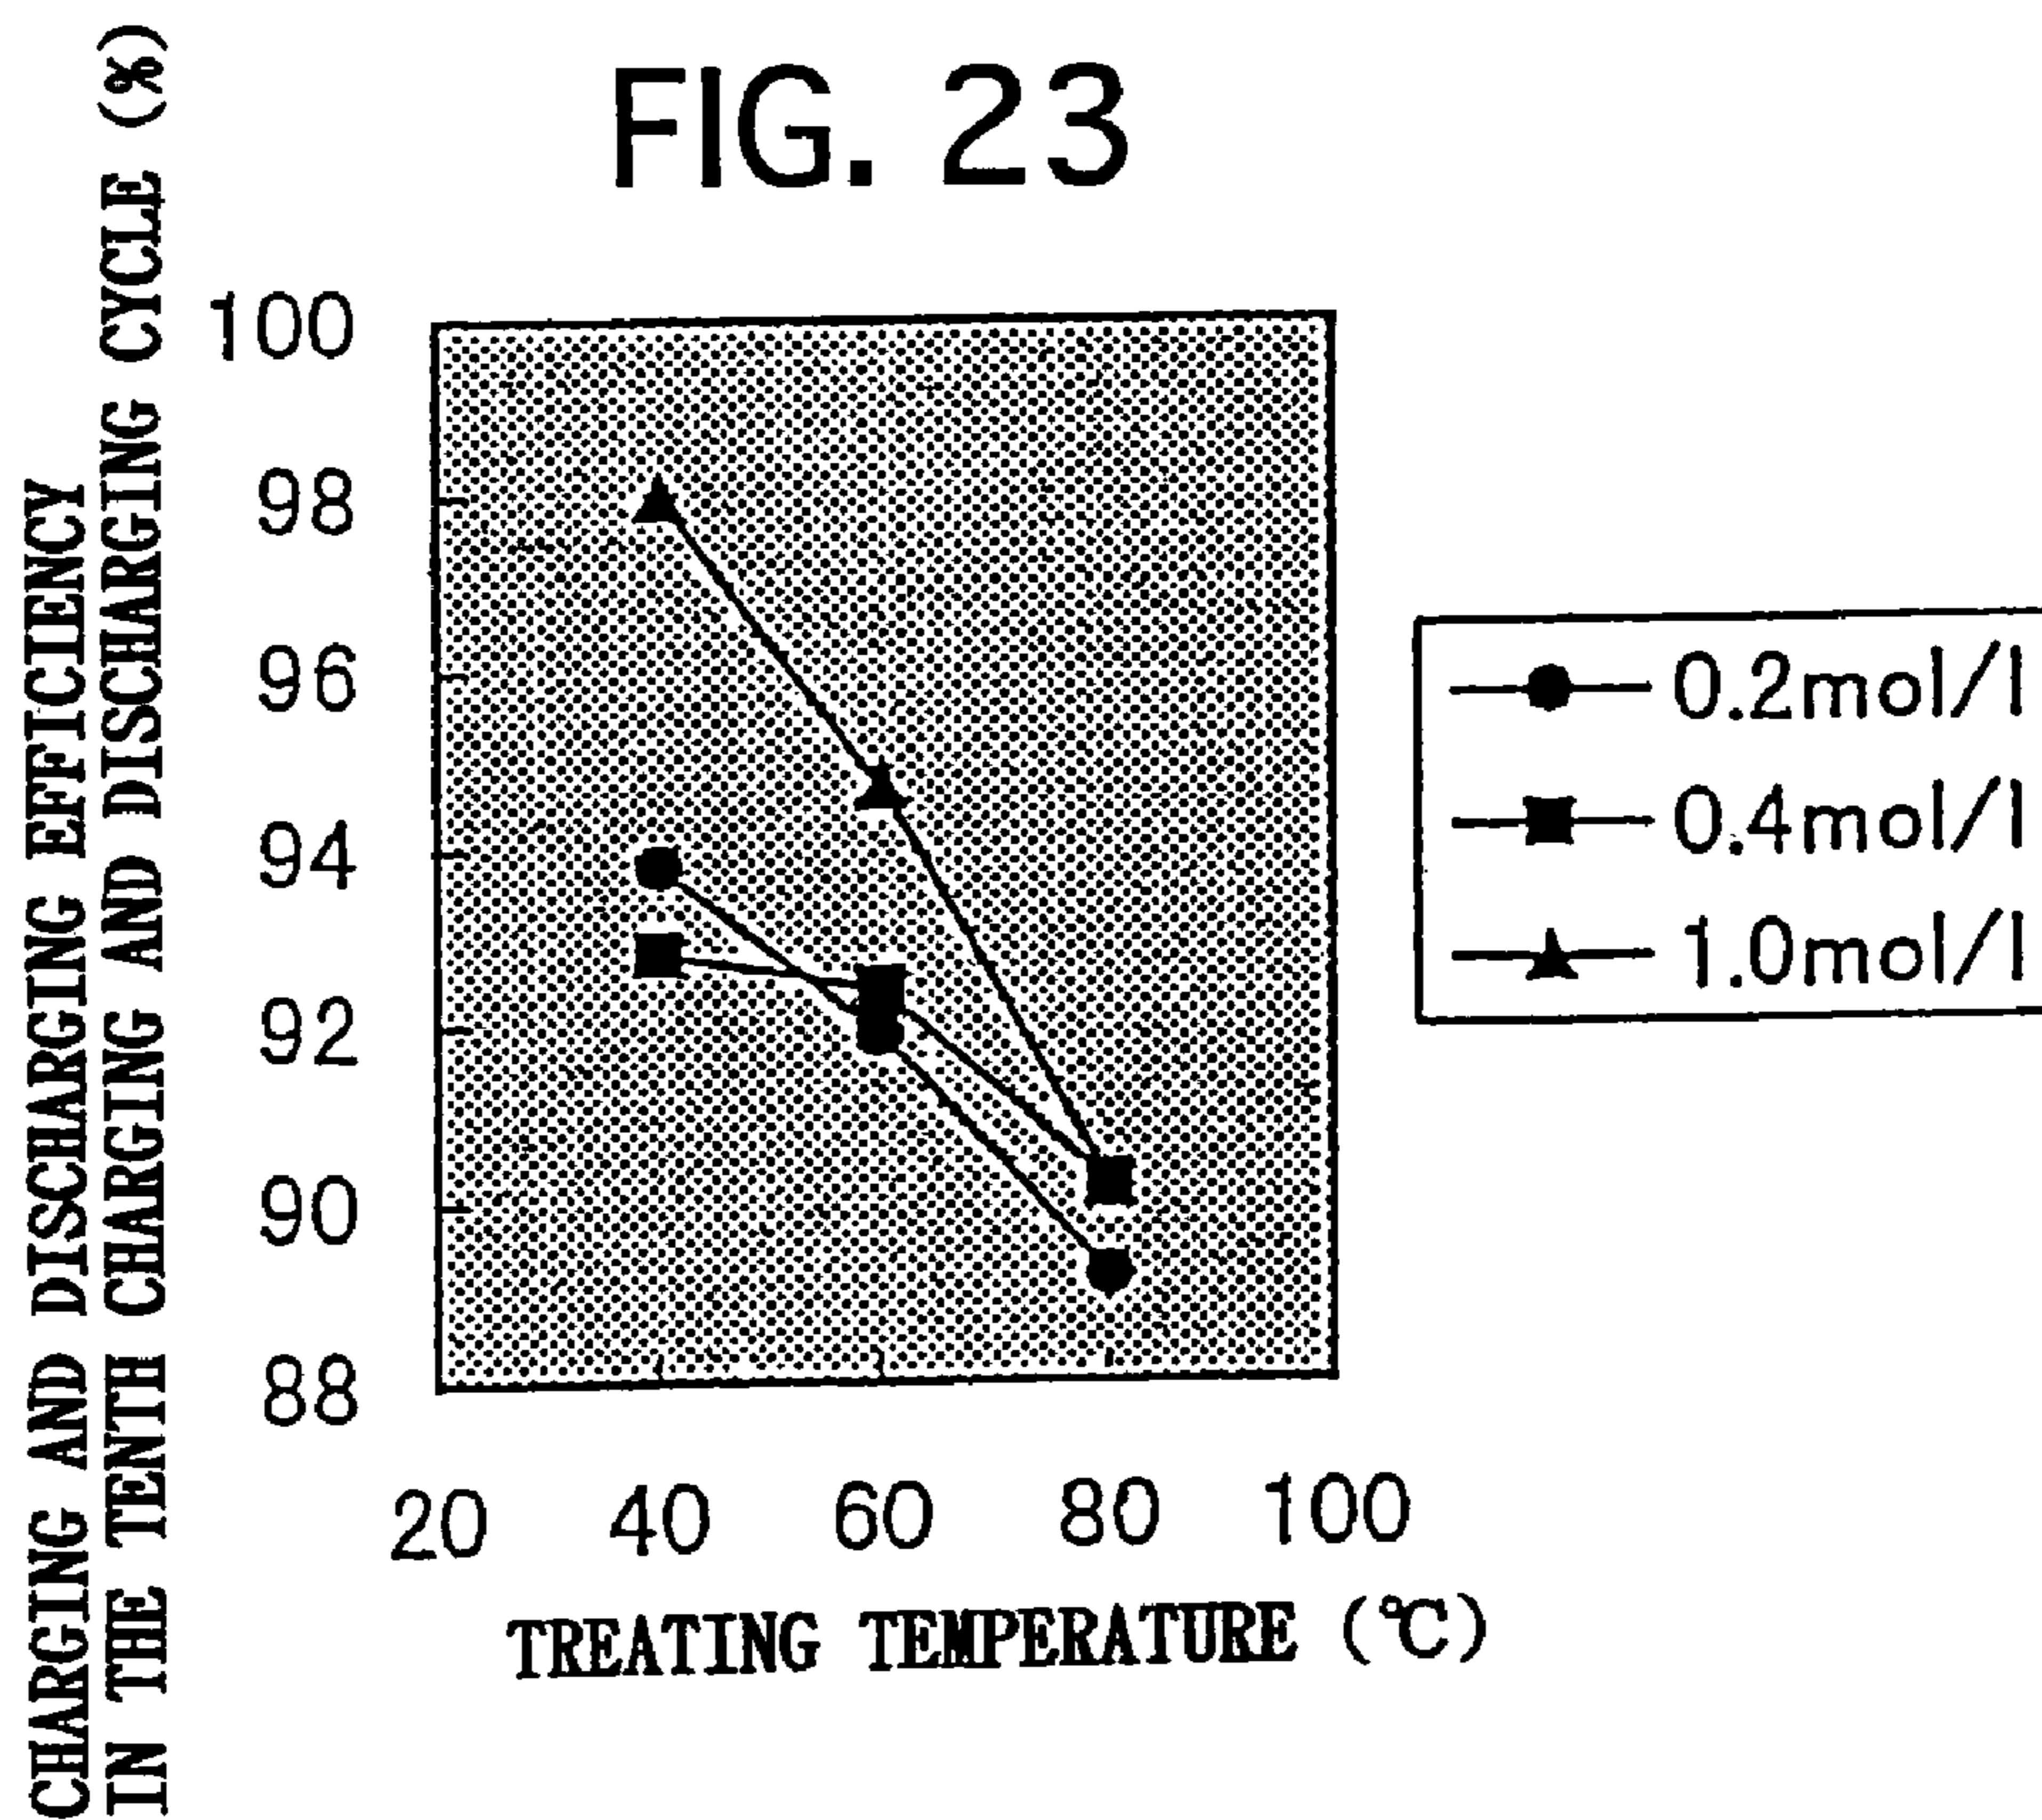 FIG. 23
CHARGING AND DISCHARGING EFFICIENCY
IN THE TENTH CHARGING AND DISCHARGING CYCLE (%)
100
98
96
94
92
90
88
20 40 60 80 100
TREATING TEMPERATURE (℃)
0.2mol/l
0.4mol/l
1.0mol/l